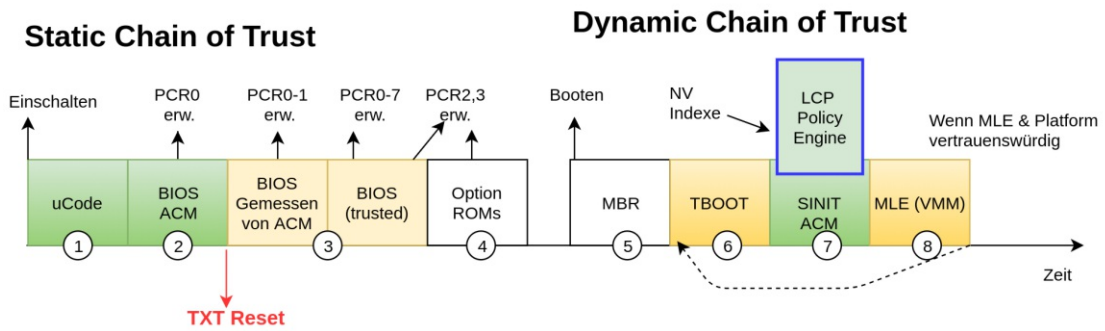 Static Chain of Trust
Dynamic Chain of Trust
Einschalten
PCR0
erw.
PCR0-1
erw.
PCR0-7
erw.
PCR2,3
erw.
Booten
NV
Indexe
LCP
Policy
Engine
Wenn MLE & Platform
vertrauenswürdig
uCode
BIOS
ACM
BIOS
Gemessen
von ACM
BIOS
(trusted)
Option
ROMs
MBR
TBOOT
SINIT
ACM
MLE (VMM)
1
2
3
4
5
6
7
8
Zeit
TXT Reset